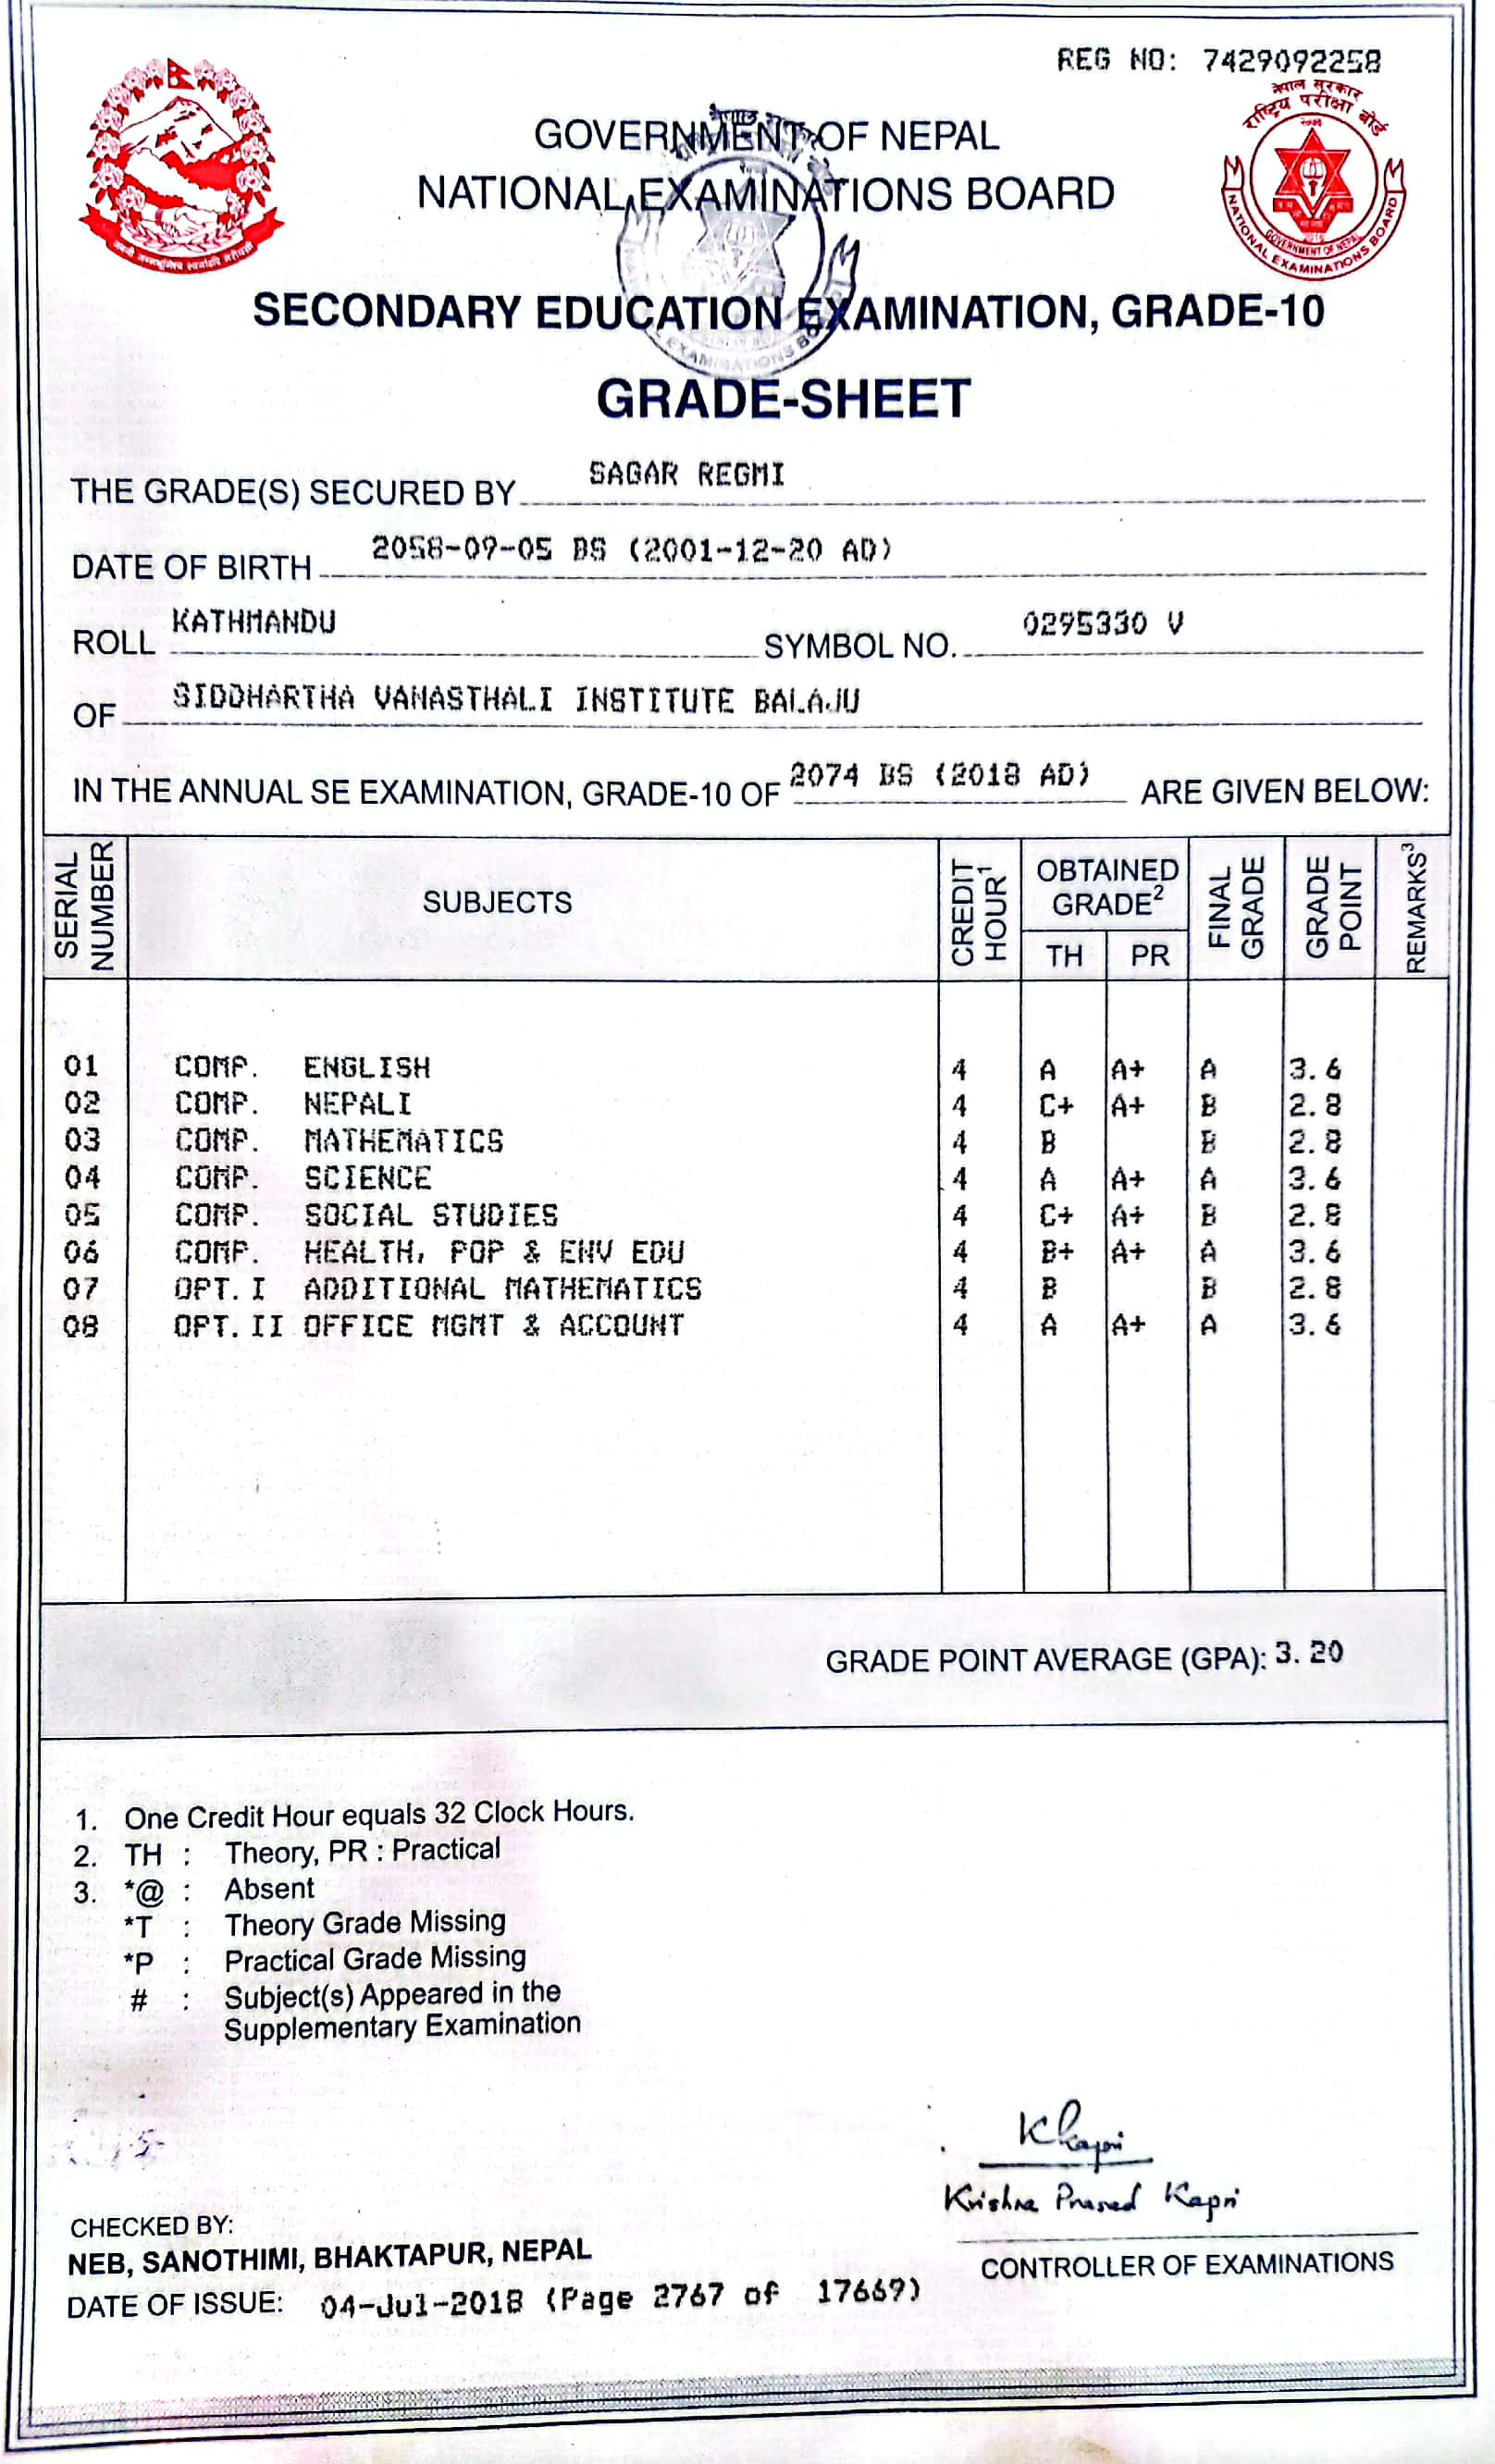 REG NO: 7429092258
नेपाल सरकार
राष्ट्रिय परीक्षा बोर्ड
GOVERNMENT OF NEPAL
NATIONAL EXAMINATIONS BOARD
GOVERNMENT OF NEPAL
NATIONAL EXAMINATIONS BOARD
SECONDARY EDUCATION EXAMINATION, GRADE-10
GRADE-SHEET
THE GRADE(S) SECURED BY SAGAR REGMI
DATE OF BIRTH 2058-09-05 BS (2001-12-20 AD)
ROLL KATHMANDU SYMBOL NO. 0295330 V
OF SIDDHARTHA VANASTHALI INSTITUTE BALAJU
IN THE ANNUAL SE EXAMINATION, GRADE-10 OF 2074 BS (2018 AD) ARE GIVEN BELOW:
SERIAL NUMBER SUBJECTS CREDIT HOUR1 OBTAINED GRADE2 FINAL GRADE GRADE POINT REMARKS3
TH PR
01 COMP. ENGLISH 4 A A+ A 3.6
02 COMP. NEPALI 4 C+ A+ B 2.8
03 COMP. MATHEMATICS 4 B B 2.8
04 COMP. SCIENCE 4 A A+ A 3.6
05 COMP. SOCIAL STUDIES 4 C+ A+ B 2.8
06 COMP. HEALTH, POP & ENV EDU 4 B+ A+ A 3.6
07 OPT.I ADDITIONAL MATHEMATICS 4 B B 2.8
08 OPT.II OFFICE MGMT & ACCOUNT 4 A A+ A 3.6
GRADE POINT AVERAGE (GPA): 3.20
1. One Credit Hour equals 32 Clock Hours.
2. TH : Theory, PR : Practical
3. *@ : Absent
*T : Theory Grade Missing
*P : Practical Grade Missing
# : Subject(s) Appeared in the
Supplementary Examination
Kkapri
Krishna Prasad Kapri
CHECKED BY:
NEB, SANOTHIMI, BHAKTAPUR, NEPAL
CONTROLLER OF EXAMINATIONS
DATE OF ISSUE: 04-Jul-2018 (Page 2767 of 17669)